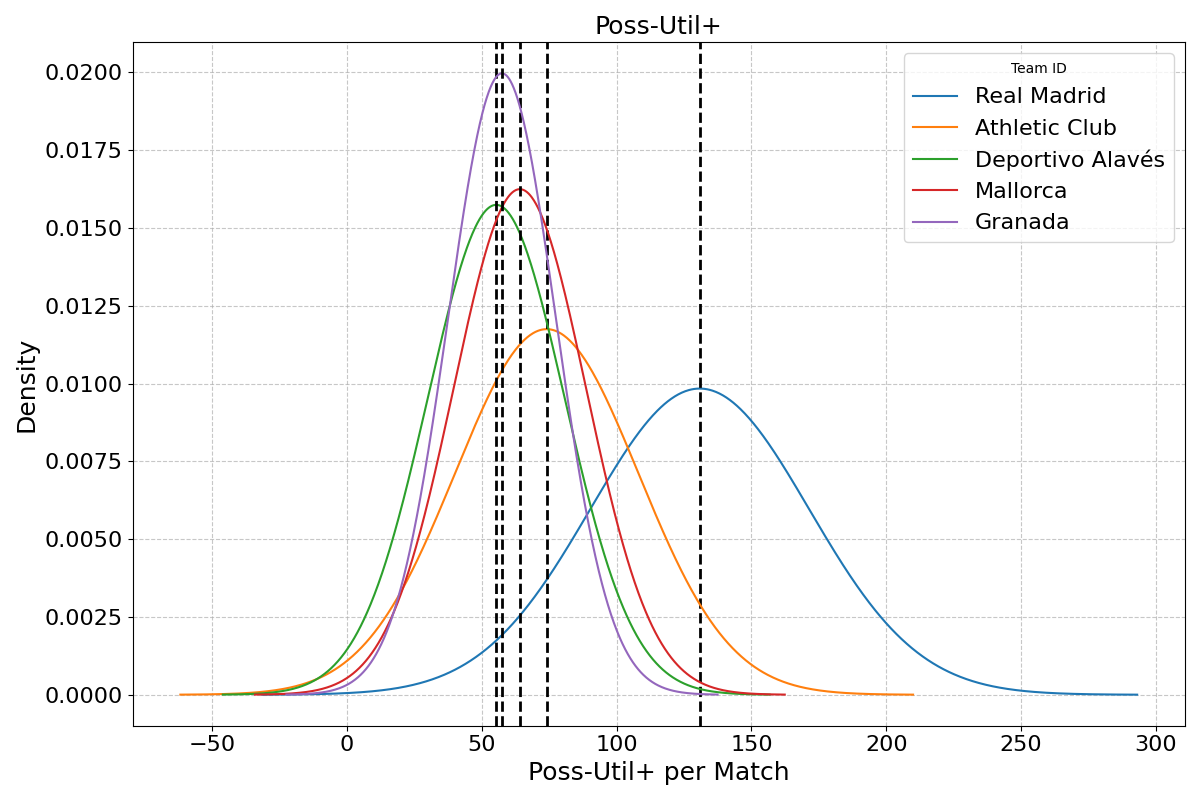 Poss-Util+
Team ID
Real Madrid
Athletic Club
Deportivo Alavés
Mallorca
Granada
Density
0.0200
0.0175
0.0150
0.0125
0.0100
0.0075
0.0050
0.0025
0.0000
−50 0 50 100 150 200 250 300
Poss-Util+ per Match